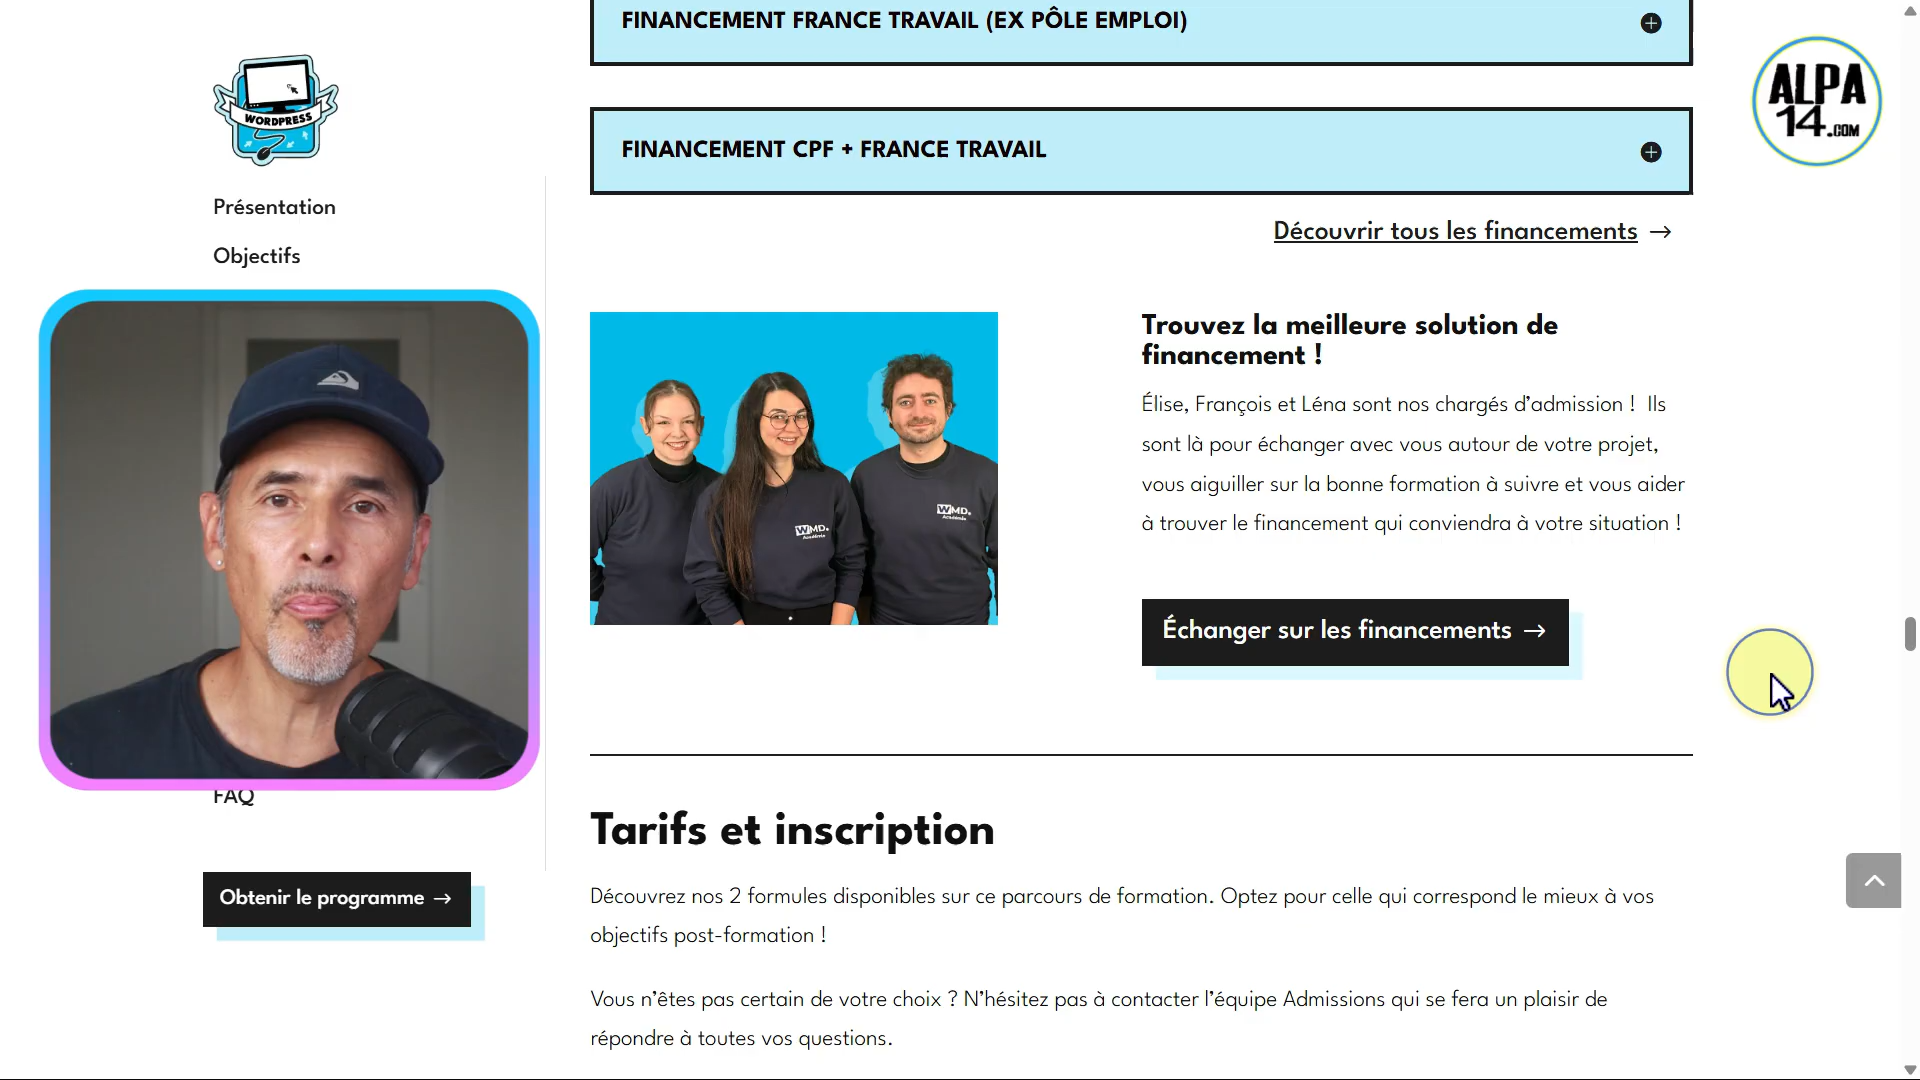 FINANCEMENT FRANCE TRAVAIL (EX PÔLE EMPLOI)
ALPA
14.COM
WORDPRESS
FINANCEMENT CPF + FRANCE TRAVAIL
Présentation
Objectifs
Découvrir tous les financements →
Trouvez la meilleure solution de
financement !
Élise, François et Léna sont nos chargés d’admission ! Ils
sont là pour échanger avec vous autour de votre projet,
vous aiguiller sur la bonne formation à suivre et vous aider
à trouver le financement qui conviendra à votre situation !
WMD.
Académie
WMD.
Académie
Échanger sur les financements →
FAQ
Obtenir le programme →
Tarifs et inscription
Découvrez nos 2 formules disponibles sur ce parcours de formation. Optez pour celle qui correspond le mieux à vos
objectifs post-formation !
Vous n’êtes pas certain de votre choix ? N’hésitez pas à contacter l’équipe Admissions qui se fera un plaisir de
répondre à toutes vos questions.